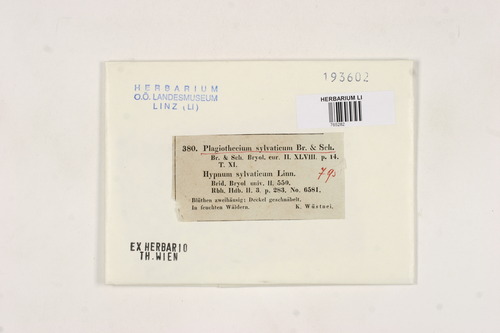 193602
HERBARIUM
O.Ö. LANDESMUSEUM
LINZ (LI)
HERBARIUM LI
380. Plagiothecium sylvaticum Br. & Sch.
Br. & Sch. Bryol. eur. II. XLVIII. p. 14.
T. XI.
Hypnum sylvaticum Linn.
Brid. Bryol univ. II. 559.
Rbh. Hdb. II. 3. p. 283, No. 6581.
Blüthen zweihäusig; Deckel geschnäbelt.
In feuchten Wäldern. K. Wüstnei.
EX HERBARIO
TH. WIEN